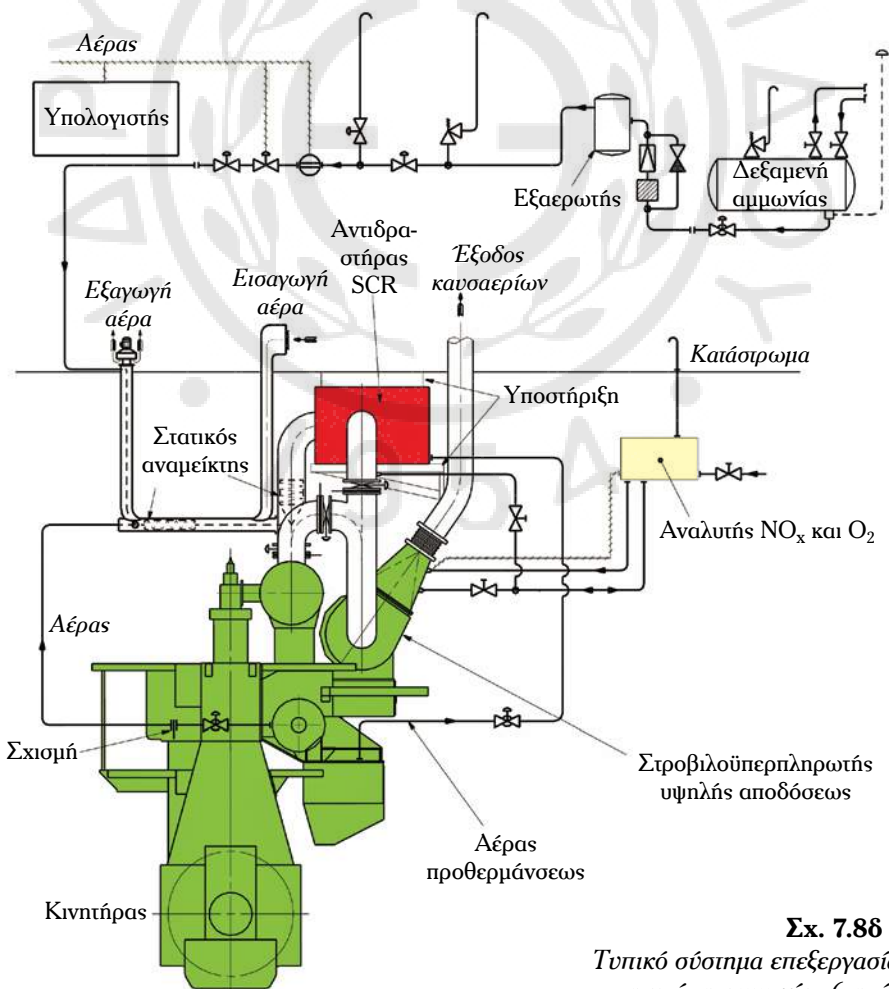 Αέρας
Υπολογιστής
Εξαερωτής
Δεξαμενή
αμμωνίας
Αντιδρα-
στήρας
SCR
Έξοδος
καυσαερίων
Εξαγωγή
αέρα
Εισαγωγή
αέρα
Κατάστρωμα
Υποστήριξη
Στατικός
αναμείκτης
Αναλυτής NOx και O2
Αέρας
Σχισμή
Στροβιλοϋπερπληρωτής
υψηλής αποδόσεως
Αέρας
προθερμάνσεως
Κινητήρας
Σχ. 7.8δ
Τυπικό σύστημα επεξεργασί